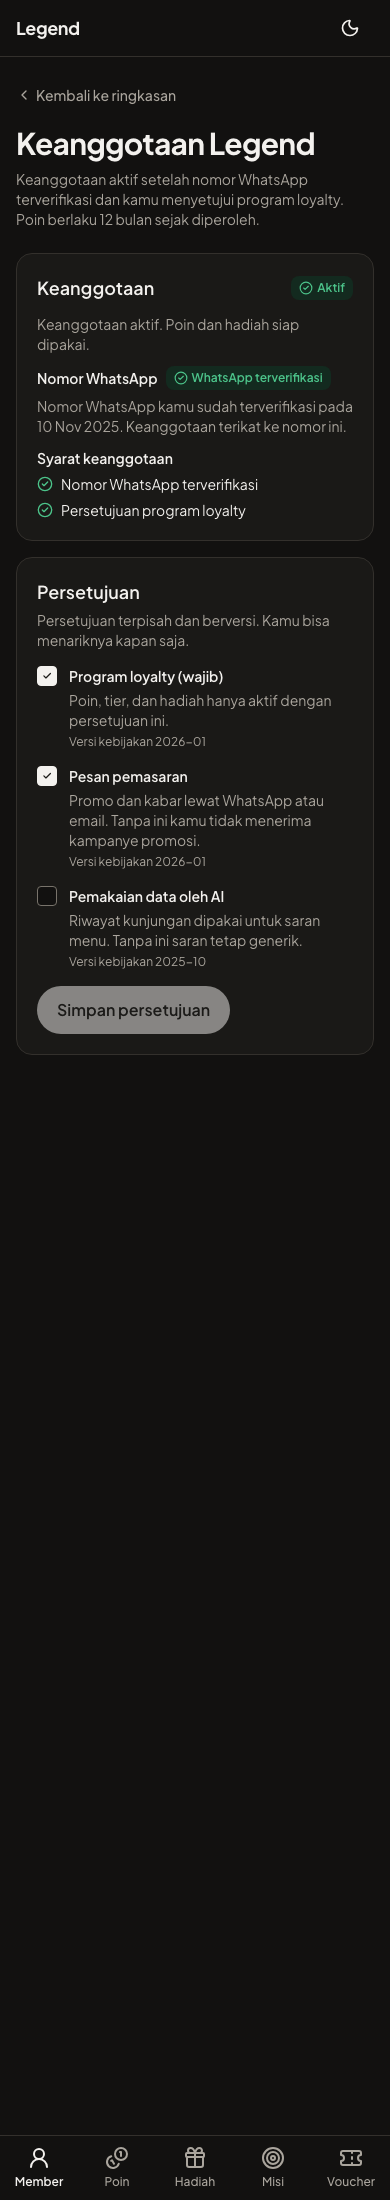 Legend
Kembali ke ringkasan
Keanggotaan Legend
Keanggotaan aktif setelah nomor WhatsApp
terverifikasi dan kamu menyetujui program loyalty.
Poin berlaku 12 bulan sejak diperoleh.
Keanggotaan
Aktif
Keanggotaan aktif. Poin dan hadiah siap
dipakai.
Nomor WhatsApp
WhatsApp terverifikasi
Nomor WhatsApp kamu sudah terverifikasi pada
10 Nov 2025. Keanggotaan terikat ke nomor ini.
Syarat keanggotaan
Nomor WhatsApp terverifikasi
Persetujuan program loyalty
Persetujuan
Persetujuan terpisah dan berversi. Kamu bisa
menariknya kapan saja.
Program loyalty (wajib)
Poin, tier, dan hadiah hanya aktif dengan
persetujuan ini.
Versi kebijakan 2026-01
Pesan pemasaran
Promo dan kabar lewat WhatsApp atau
email. Tanpa ini kamu tidak menerima
kampanye promosi.
Versi kebijakan 2026-01
Pemakaian data oleh AI
Riwayat kunjungan dipakai untuk saran
menu. Tanpa ini saran tetap generik.
Versi kebijakan 2025-10
Simpan persetujuan
Member
Poin
Hadiah
Misi
Voucher